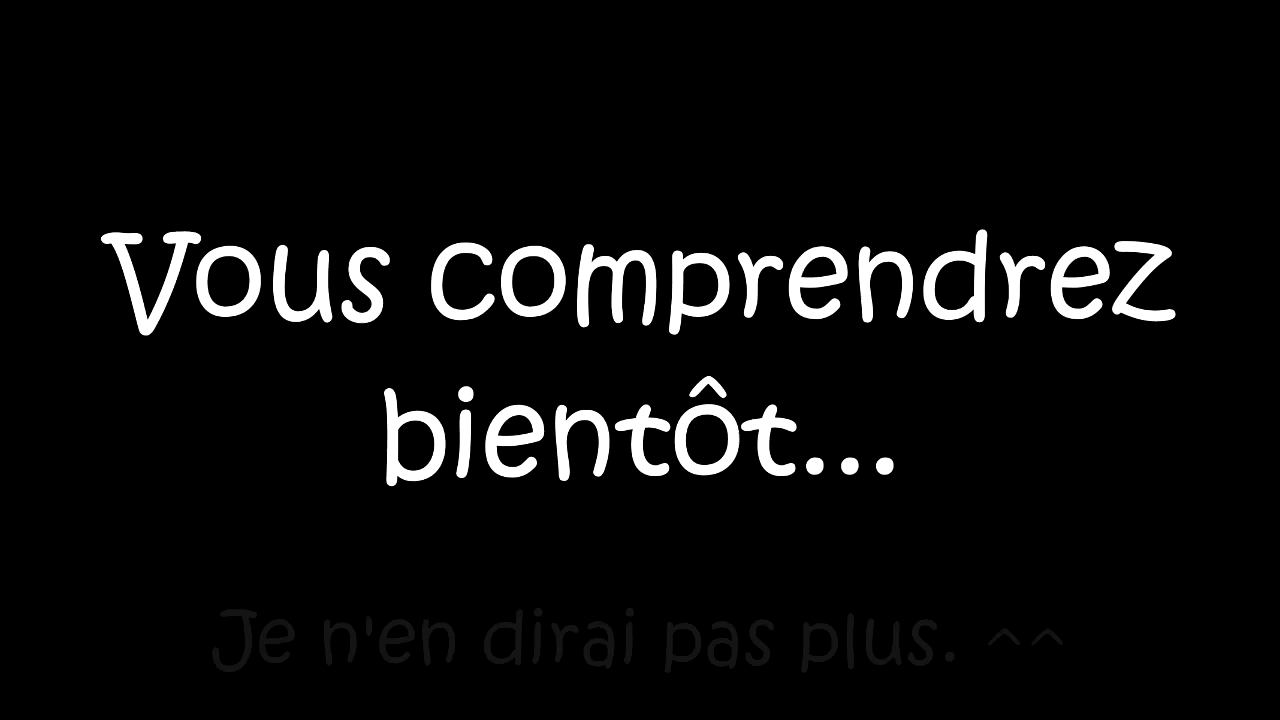 Vous comprendrez
bientôt...
Je n'en dirai pas plus. ^^